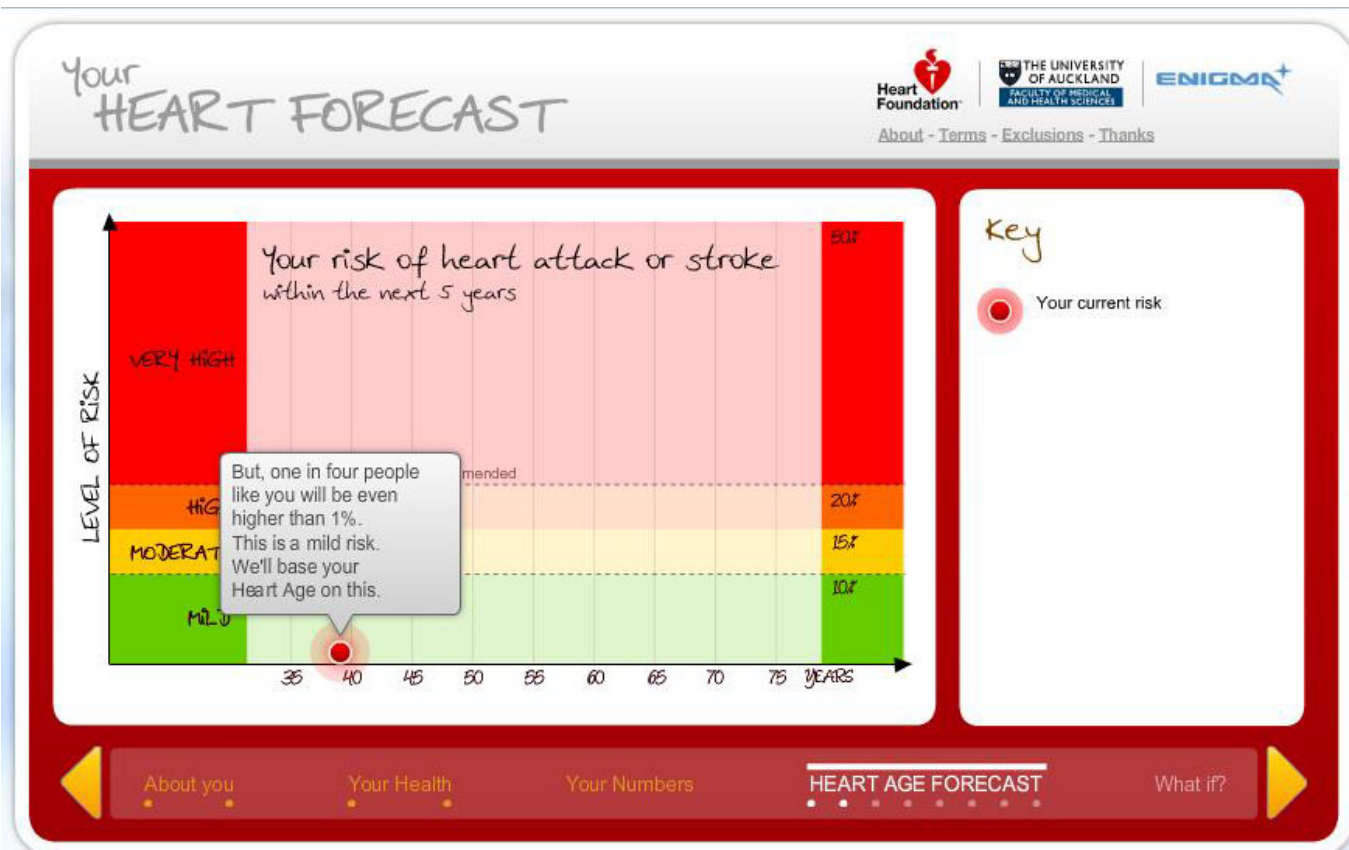 Your
HEART FORECAST
Heart
Foundation
THE UNIVERSITY
OF AUCKLAND
FACULTY OF MEDICAL
AND HEALTH SCIENCES
ENIGMA
About - Terms - Exclusions - Thanks
LEVEL OF RISK
Your risk of heart attack or stroke
within the next 5 years
VERY HIGH
HIG
MODERAT
MILD
mended
50%
20%
15%
10%
But, one in four people
like you will be even
higher than 1%.
This is a mild risk.
We'll base your
Heart Age on this.
35 40 45 50 55 60 65 70 75 YEARS
Key
Your current risk
About you Your Health Your Numbers HEART AGE FORECAST What if?